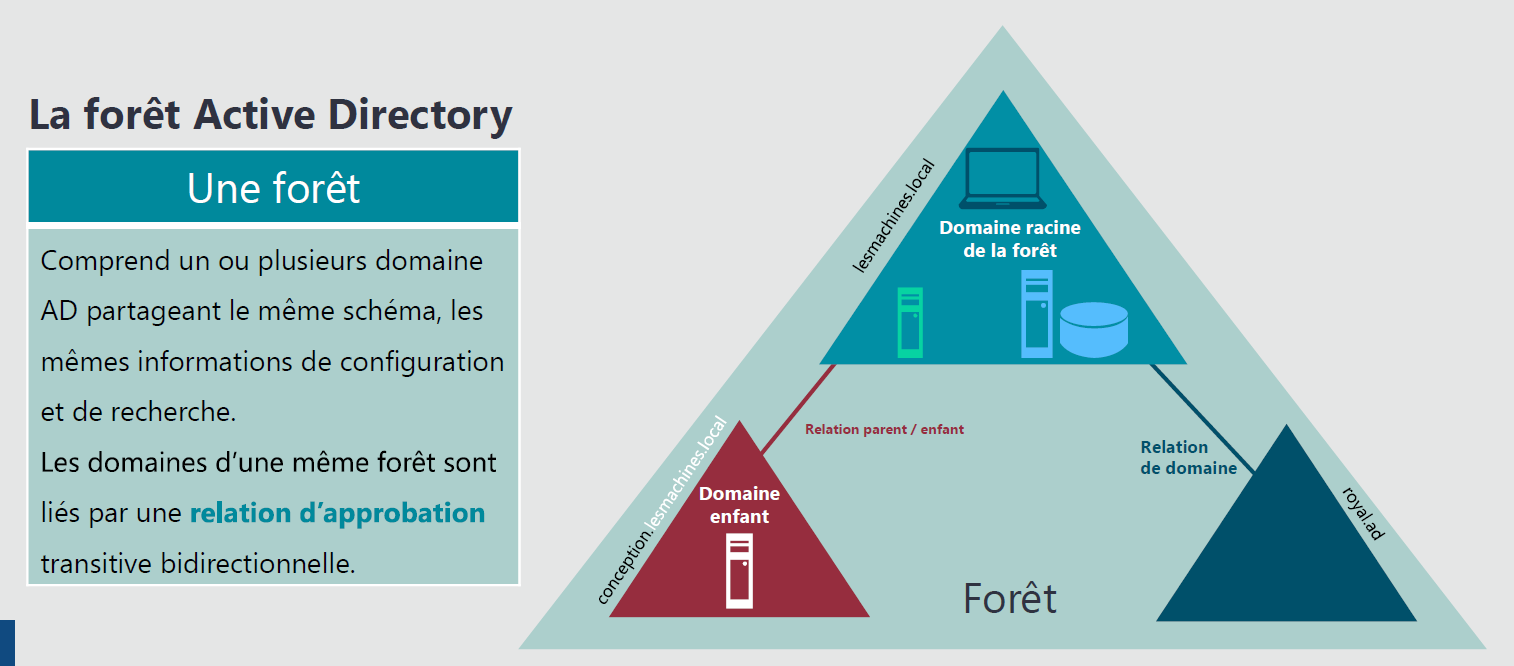 La forêt Active Directory
Une forêt
Comprend un ou plusieurs domaine
AD partageant le même schéma, les
mêmes informations de configuration
et de recherche.
Les domaines d’une même forêt sont
liés par une relation d’approbation
transitive bidirectionnelle.
lesmachines.local
Domaine racine
de la forêt
Relation parent / enfant
Relation
de domaine
conception.lesmachines.local
Domaine
enfant
royal.ad
Forêt